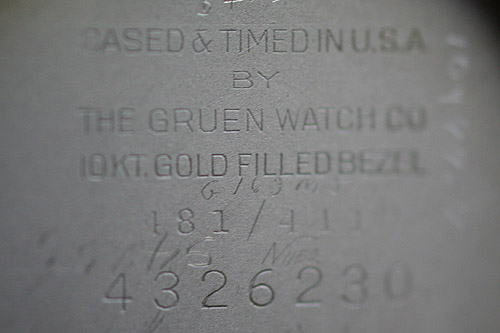 CASED & TIMED IN U.S.A
BY
THE GRUEN WATCH CO
10KT. GOLD FILLED BEZEL
181/411
4326230